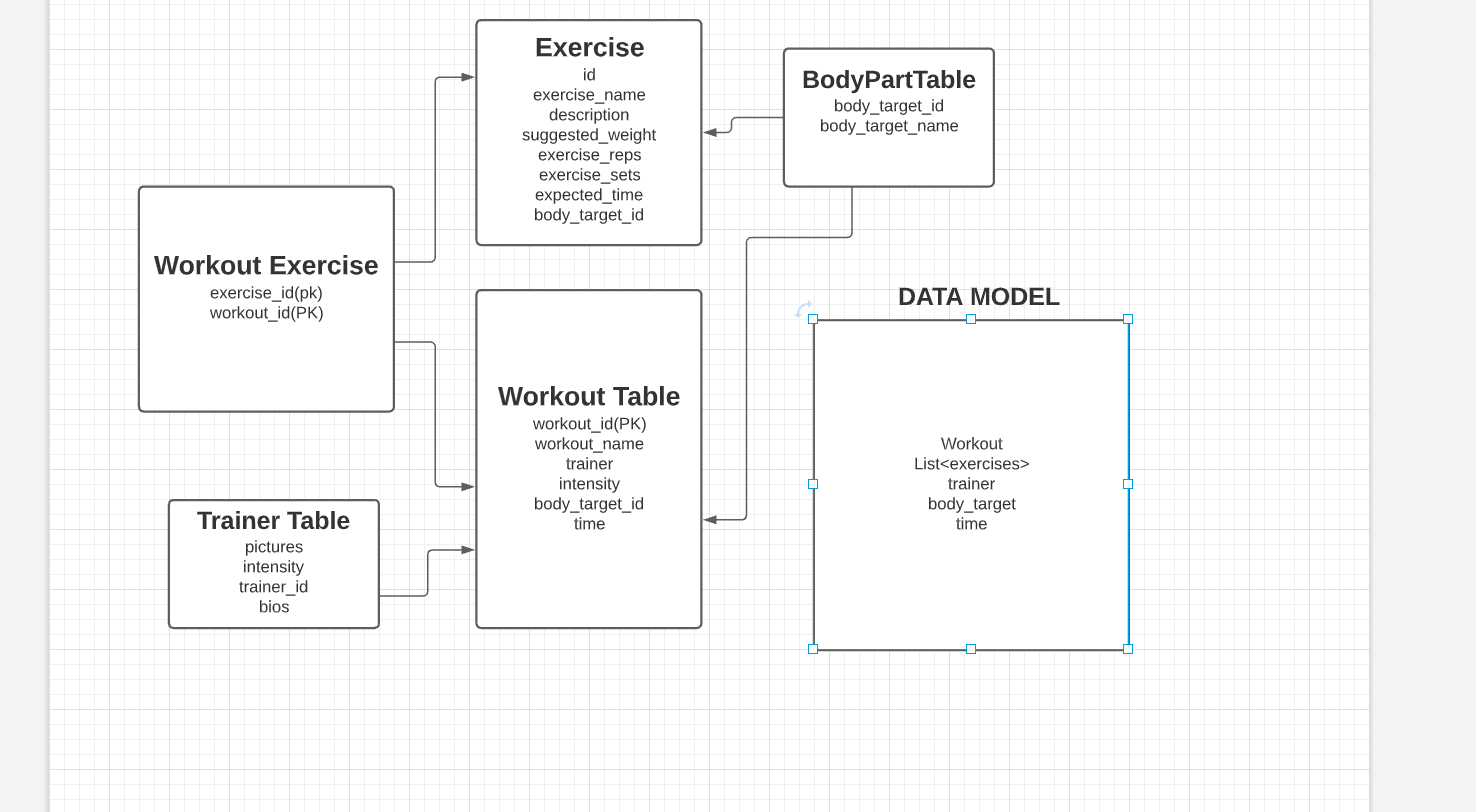 Exercise
id
exercise_name
description
suggested_weight
exercise_reps
exercise_sets
expected_time
body_target_id
BodyPartTable
body_target_id
body_target_name
Workout Exercise
exercise_id(pk)
workout_id(PK)
Workout Table
workout_id(PK)
workout_name
trainer
intensity
body_target_id
time
DATA MODEL
Workout
List<exercises>
trainer
body_target
time
Trainer Table
pictures
intensity
trainer_id
bios